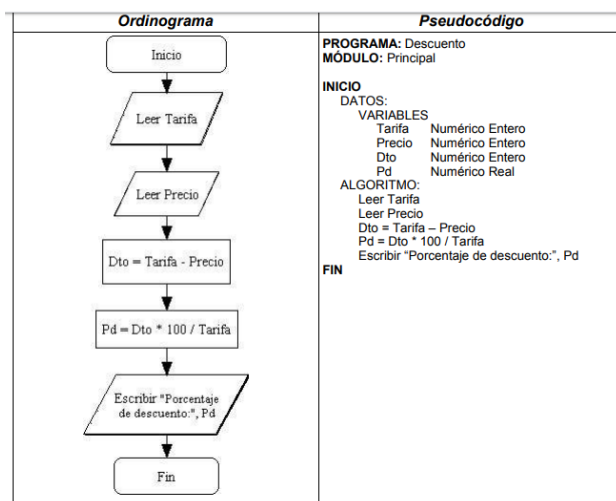 Ordinograma
Inicio
Leer Tarifa
Leer Precio
Dto = Tarifa - Precio
Pd = Dto * 100 / Tarifa
Escribir "Porcentaje
de descuento:", Pd
Fin
Pseudocódigo
PROGRAMA: Descuento
MÓDULO: Principal
INICIO
DATOS:
VARIABLES
Tarifa Numérico Entero
Precio Numérico Entero
Dto Numérico Entero
Pd Numérico Real
ALGORITMO:
Leer Tarifa
Leer Precio
Dto = Tarifa – Precio
Pd = Dto * 100 / Tarifa
Escribir “Porcentaje de descuento:”, Pd
FIN